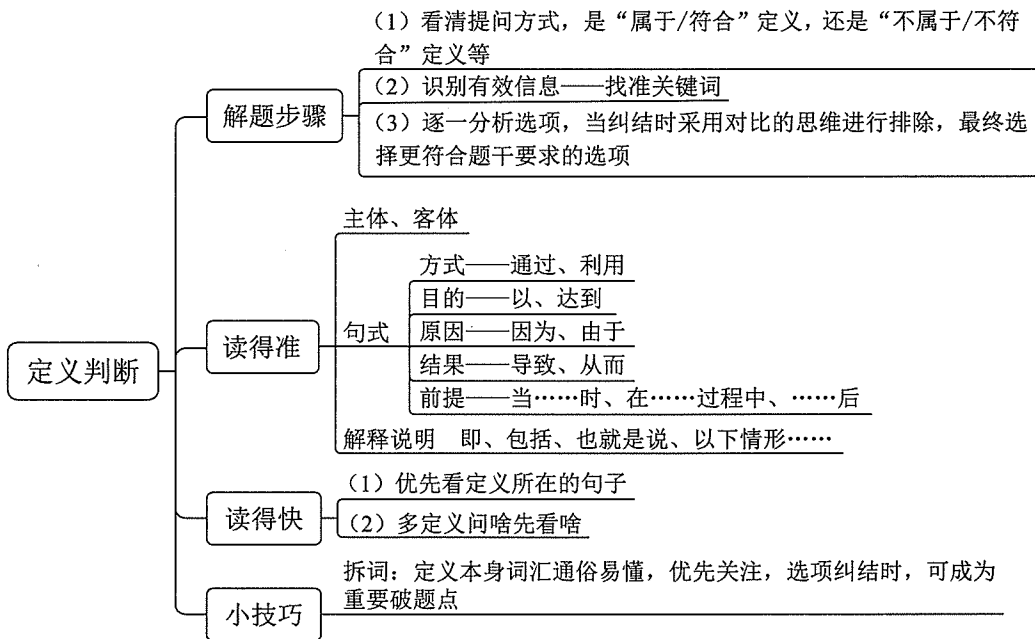 （1）看清提问方式，是“属于/符合”定义，还是“不属于/不符
合”定义等
解题步骤
（2）识别有效信息——找准关键词
（3）逐一分析选项，当纠结时采用对比的思维进行排除，最终选
择更符合题干要求的选项
主体、客体
方式——通过、利用
目的——以、达到
句式
原因——因为、由于
读得准
结果——导致、从而
定义判断
前提——当……时、在……过程中、……后
解释说明 即、包括、也就是说、以下情形……
（1）优先看定义所在的句子
读得快
（2）多定义问啥先看啥
拆词：定义本身词汇通俗易懂，优先关注，选项纠结时，可成为
重要破题点
小技巧